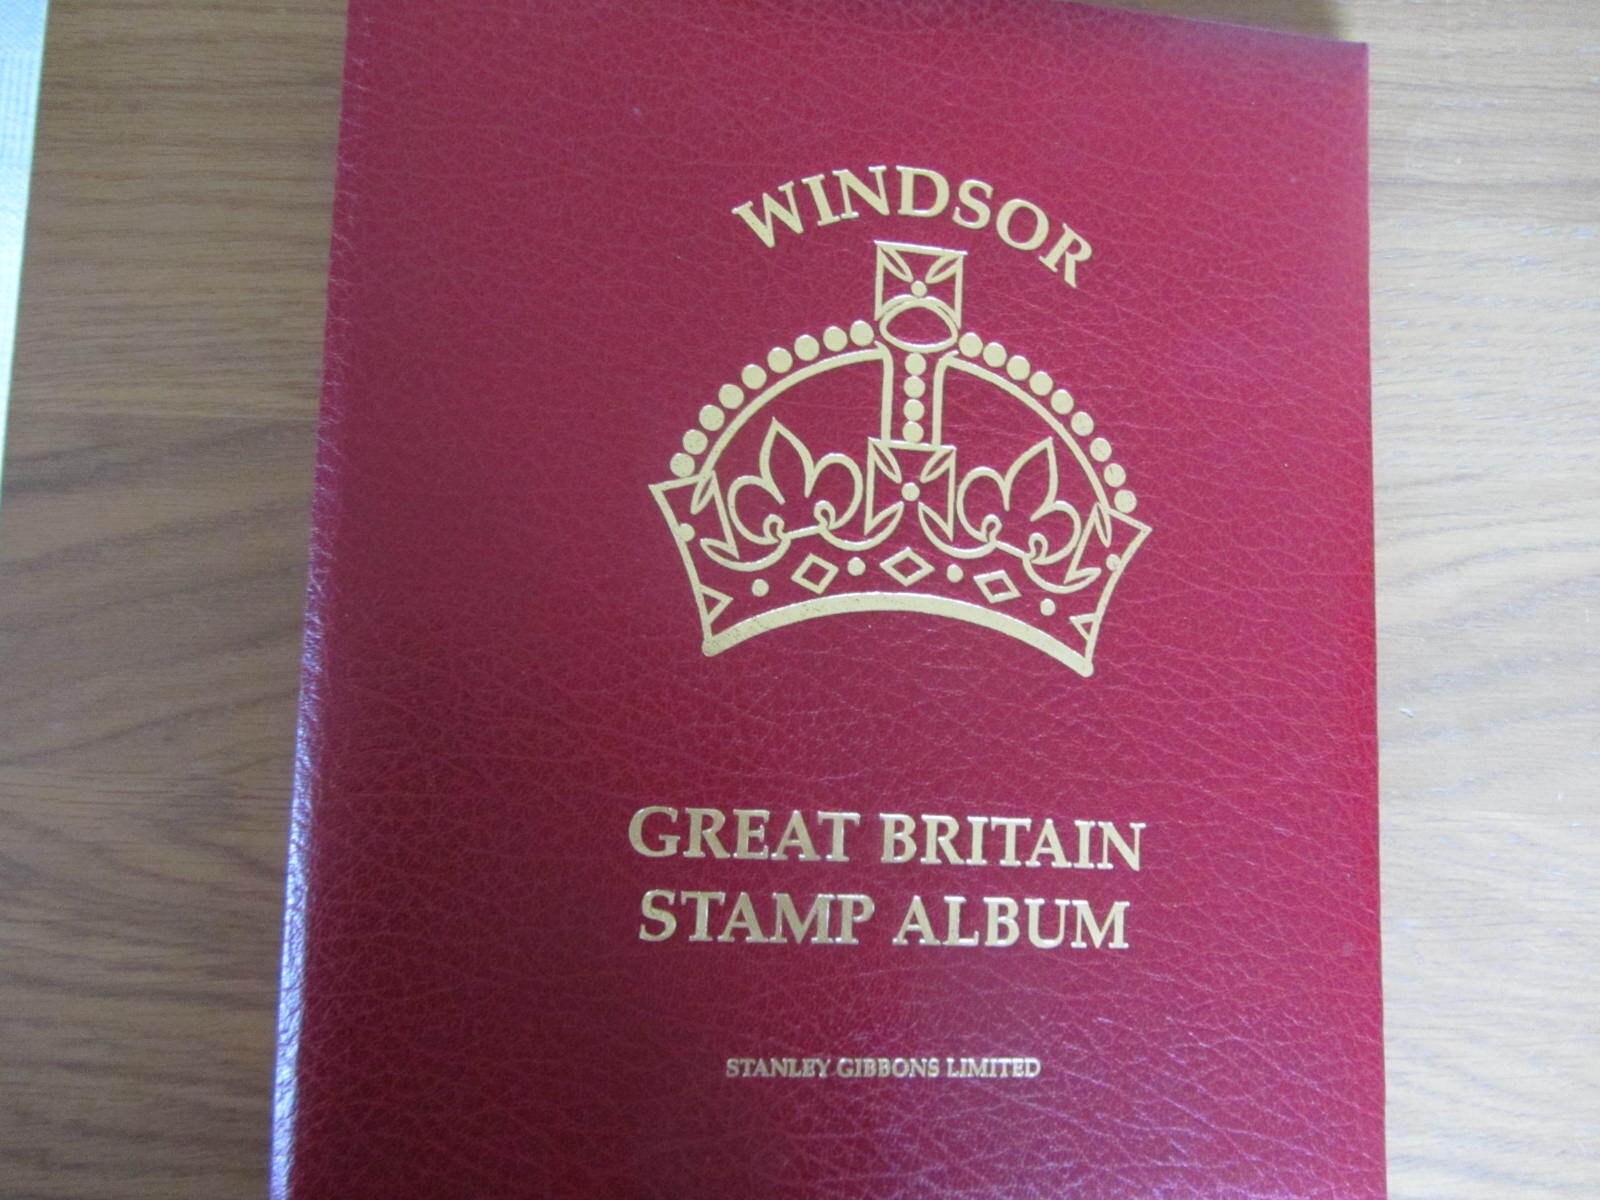 WINDSOR
GREAT BRITAIN
STAMP ALBUM
STANLEY GIBBONS LIMITED